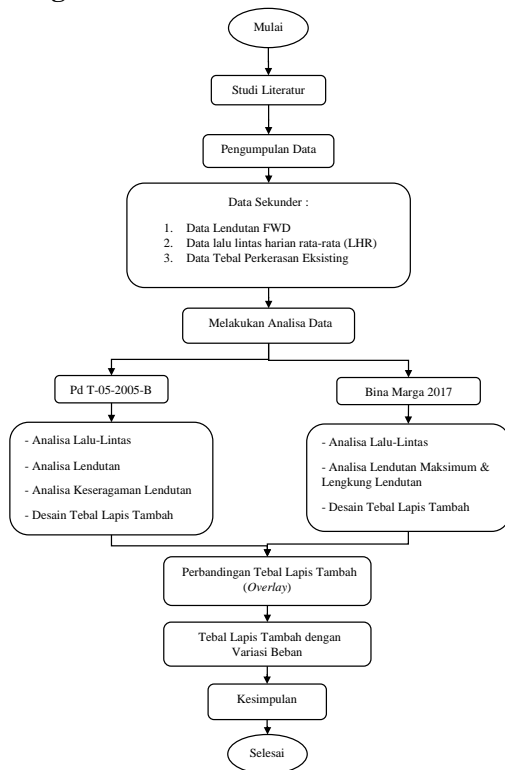 Mulai
Studi Literatur
Pengumpulan Data
Data Sekunder :
1. Data Lendutan FWD
2. Data lalu lintas harian rata-rata (LHR)
3. Data Tebal Perkerasan Eksisting
Melakukan Analisa Data
Pd T-05-2005-B
- Analisa Lalu-Lintas
- Analisa Lendutan
- Analisa Keseragaman Lendutan
- Desain Tebal Lapis Tambah
Bina Marga 2017
- Analisa Lalu-Lintas
- Analisa Lendutan Maksimum &
Lengkung Lendutan
- Desain Tebal Lapis Tambah
Perbandingan Tebal Lapis Tambah
(Overlay)
Tebal Lapis Tambah dengan
Variasi Beban
Kesimpulan
Selesai